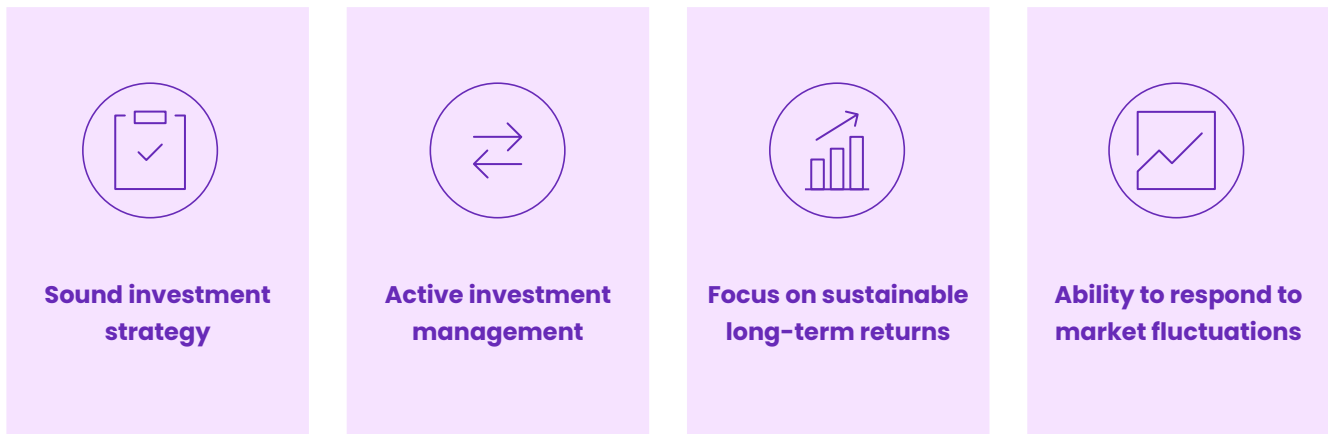 Sound investment
strategy
Active investment
management
Focus on sustainable
long-term returns
Ability to respond to
market fluctuations